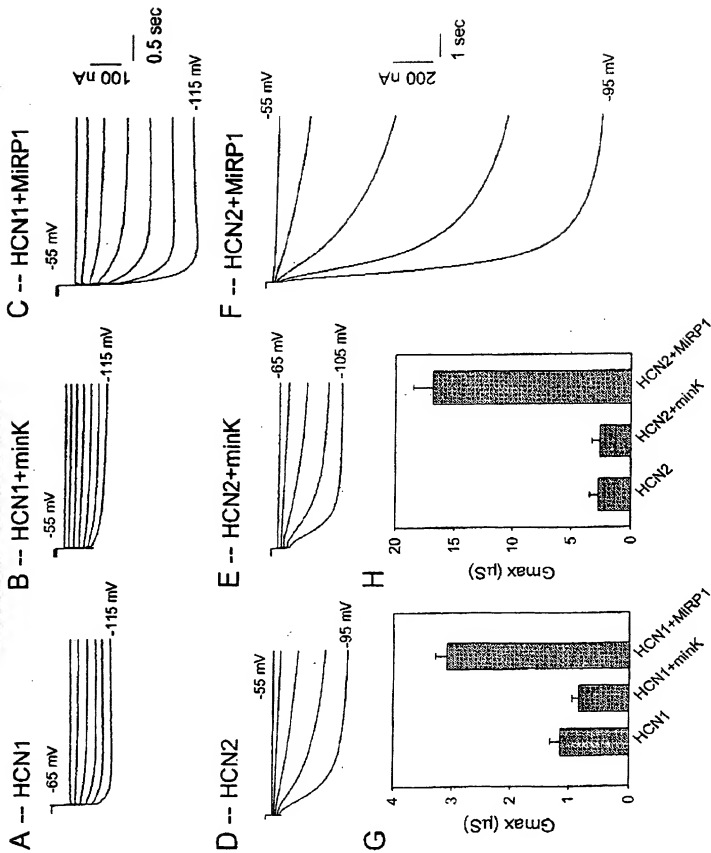 A -- HCN1
-65 mV
-115 mV
B -- HCN1+minK
-55 mV
-115 mV
C -- HCN1+MiRP1
-55 mV
-115 mV
100 nA
0.5 sec
D -- HCN2
-55 mV
-95 mV
E -- HCN2+minK
-65 mV
-105 mV
F -- HCN2+MiRP1
-55 mV
-95 mV
200 nA
1 sec
G
Gmax (µS)
4
3
2
1
0
HCN1
HCN1+minK
HCN1+MiRP1
H
Gmax (µS)
20
15
10
5
0
HCN2
HCN2+minK
HCN2+MiRP1